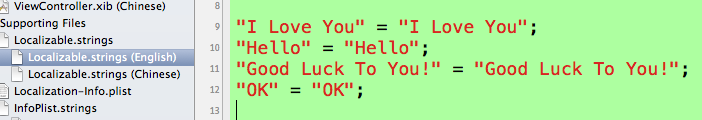 ViewController.xib (Chinese)
Supporting Files
Localizable.strings
Localizable.strings (English)
Localizable.strings (Chinese)
Localization-Info.plist
InfoPlist.strings
8
9 "I Love You" = "I Love You";
10 "Hello" = "Hello";
11 "Good Luck To You!" = "Good Luck To You!";
12 "OK" = "OK";
13